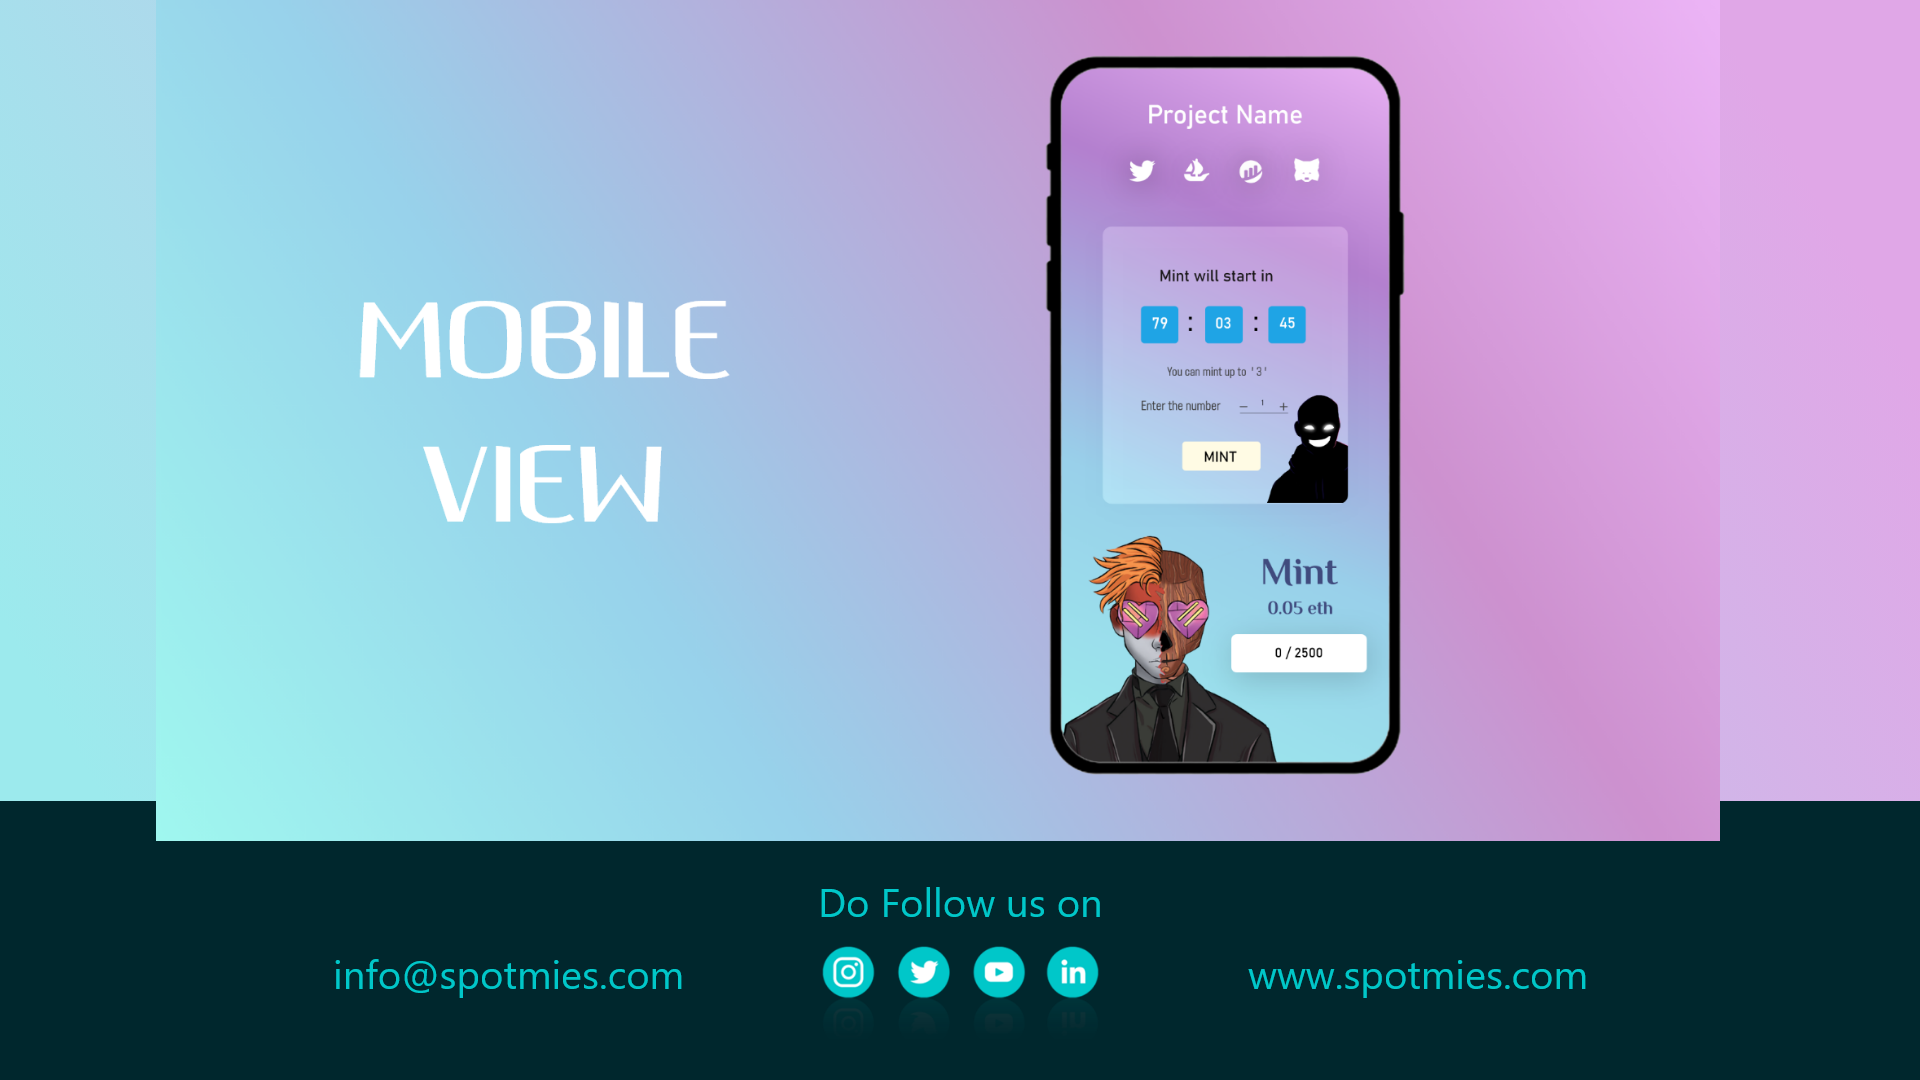 MOBILE
VIEW
Project Name
Mint will start in
79 : 03 : 45
You can mint up to '3'
Enter the number − 1 +
MINT
Mint
0.05 eth
0 / 2500
Do Follow us on
info@spotmies.com
in
www.spotmies.com